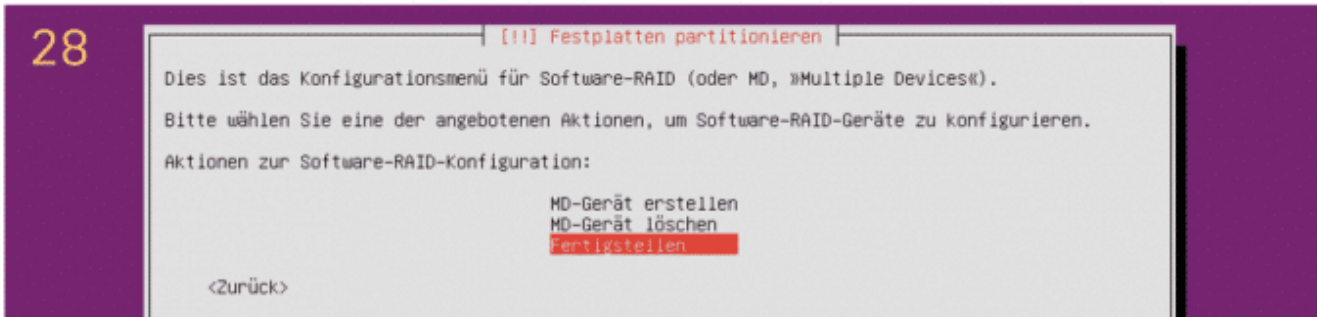 28
[!!] Festplatten partitionieren
Dies ist das Konfigurationsmenü für Software-RAID (oder MD, »Multiple Devices«).
Bitte wählen Sie eine der angebotenen Aktionen, um Software-RAID-Geräte zu konfigurieren.
Aktionen zur Software-RAID-Konfiguration:
MD-Gerät erstellen
MD-Gerät löschen
Fertigstellen
<Zurück>